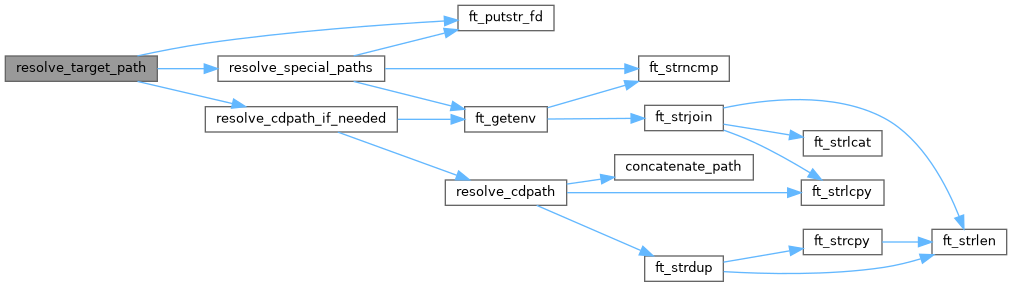 resolve_target_path
ft_putstr_fd
resolve_special_paths
resolve_cdpath_if_needed
ft_strncmp
ft_getenv
ft_strjoin
resolve_cdpath
concatenate_path
ft_strlcat
ft_strlcpy
ft_strdup
ft_strcpy
ft_strlen